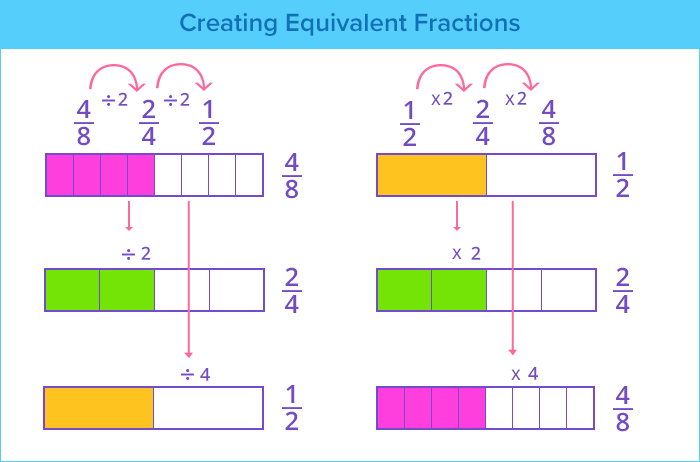 Creating Equivalent Fractions
4/8 ÷2 2/4 ÷2 1/2
4/8
÷ 2
2/4
÷ 4
1/2
1/2 x2 2/4 x2 4/8
1/2
x 2
2/4
x 4
4/8